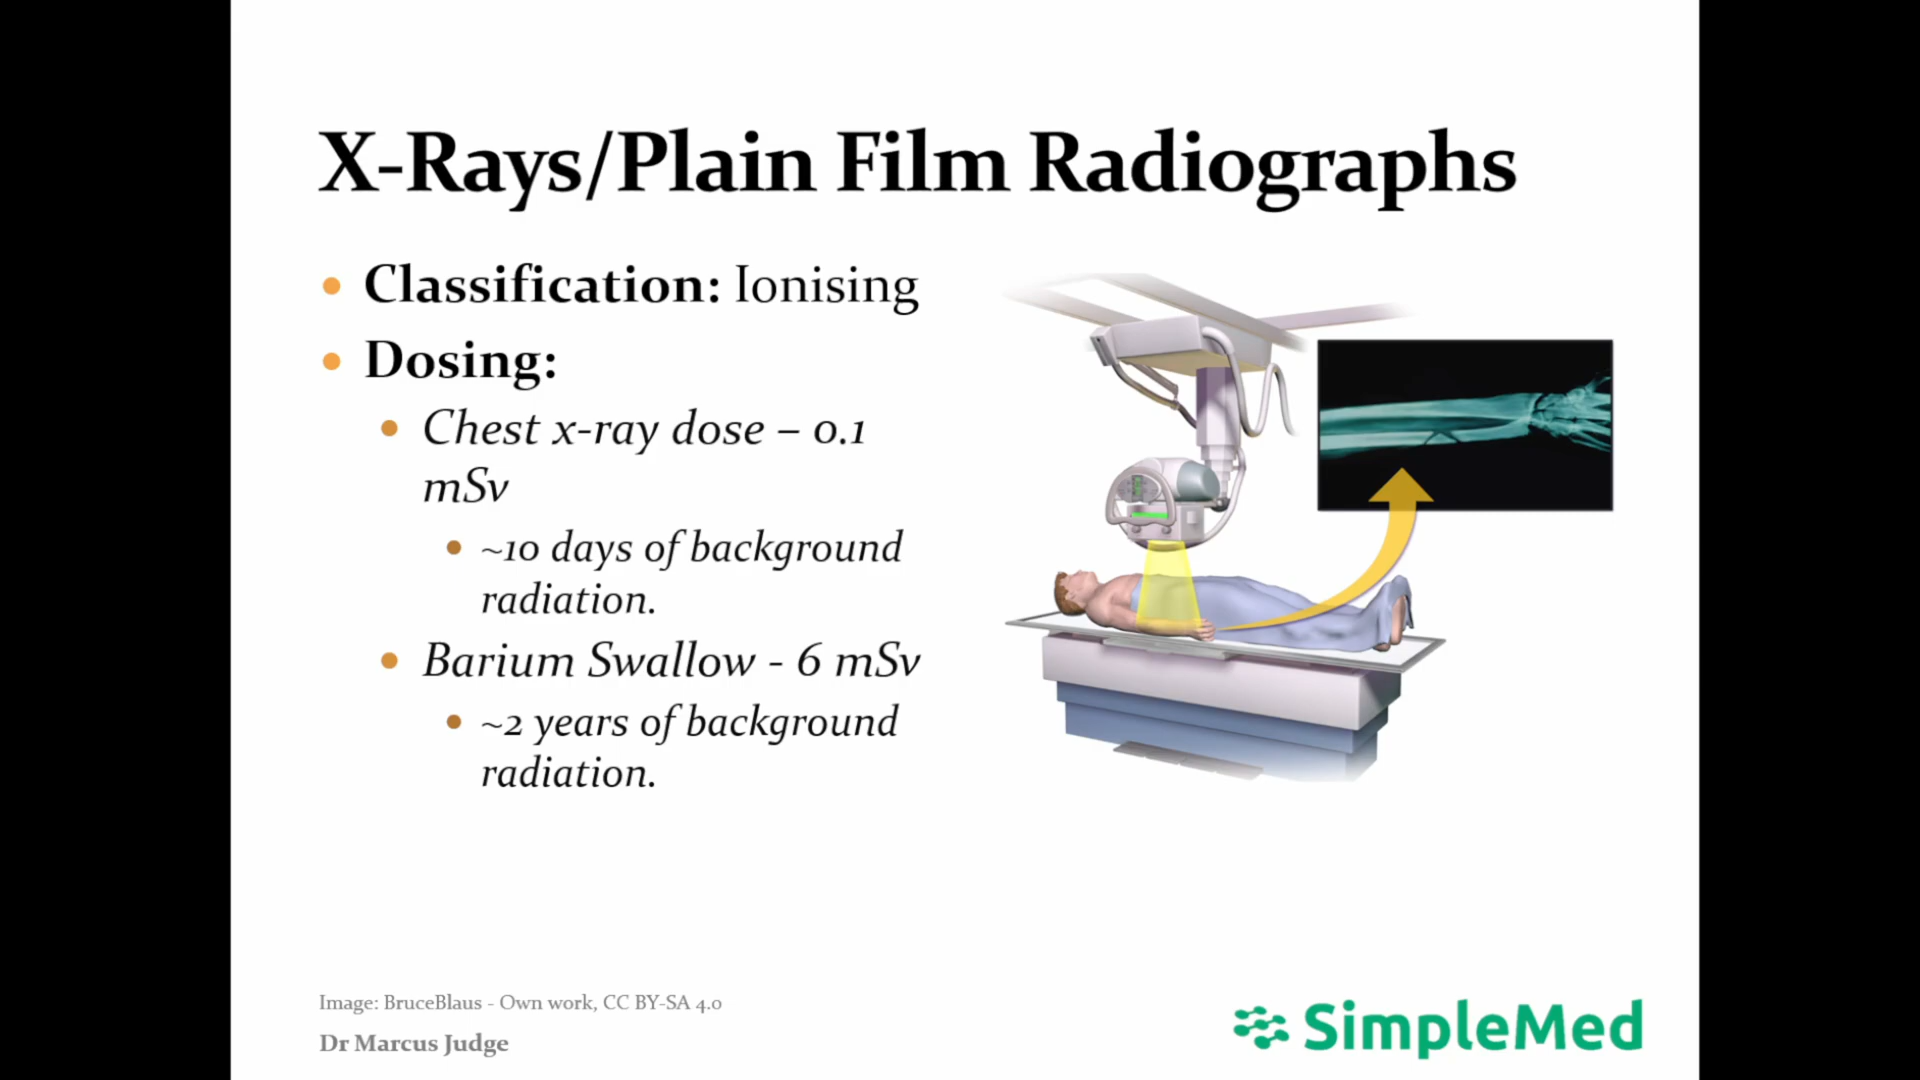 X-Rays/Plain Film Radiographs
Classification: Ionising
Dosing:
Chest x-ray dose – 0.1
mSv
~10 days of background
radiation.
Barium Swallow - 6 mSv
~2 years of background
radiation.
Image: BruceBlaus - Own work, CC BY-SA 4.0
Dr Marcus Judge
SimpleMed